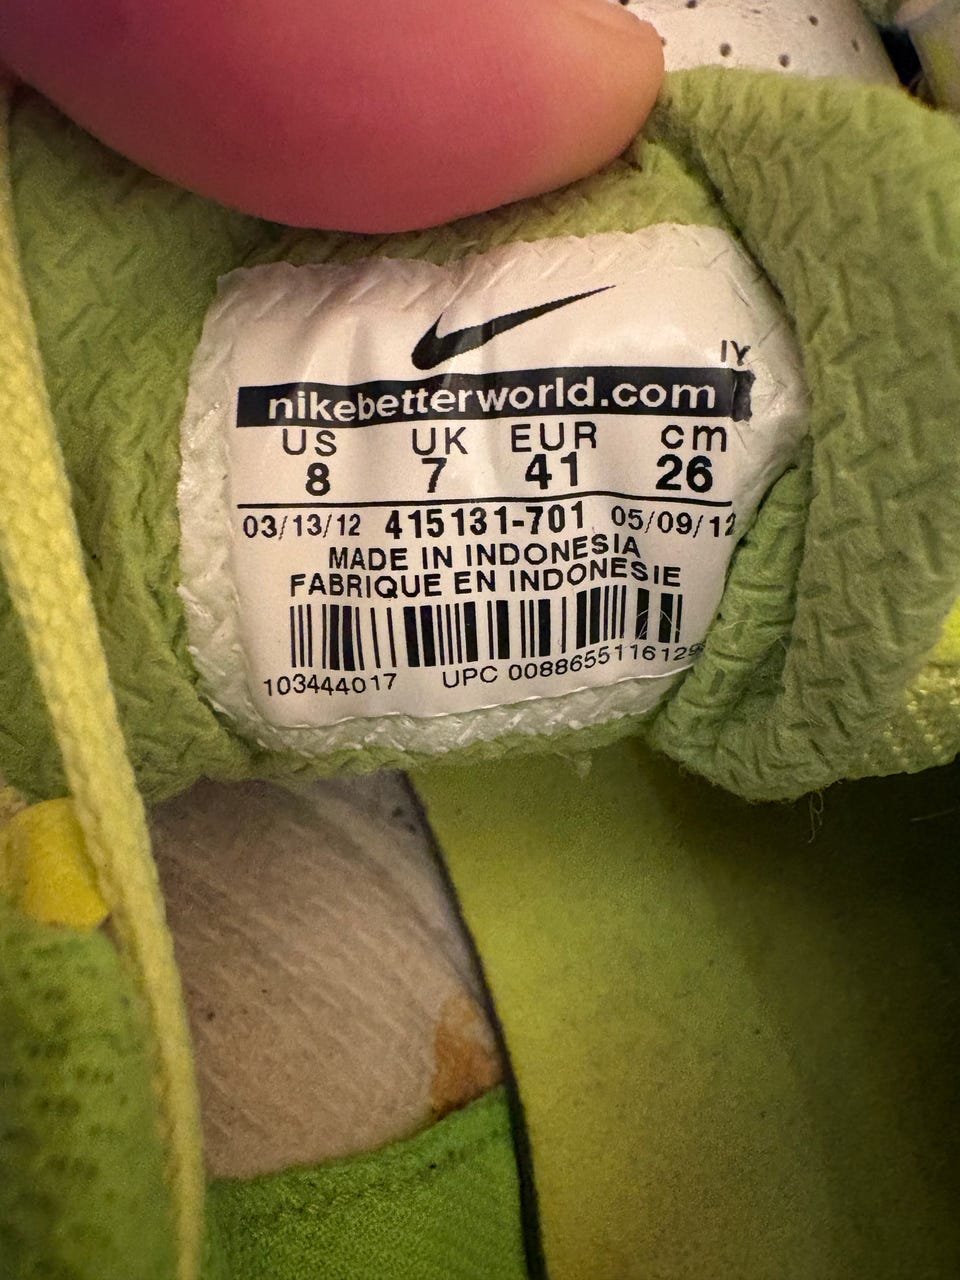 IY
nikebetterworld.com
US UK EUR cm
8 7 41 26
03/13/12 415131-701 05/09/12
MADE IN INDONESIA
FABRIQUE EN INDONESIE
103444017 UPC